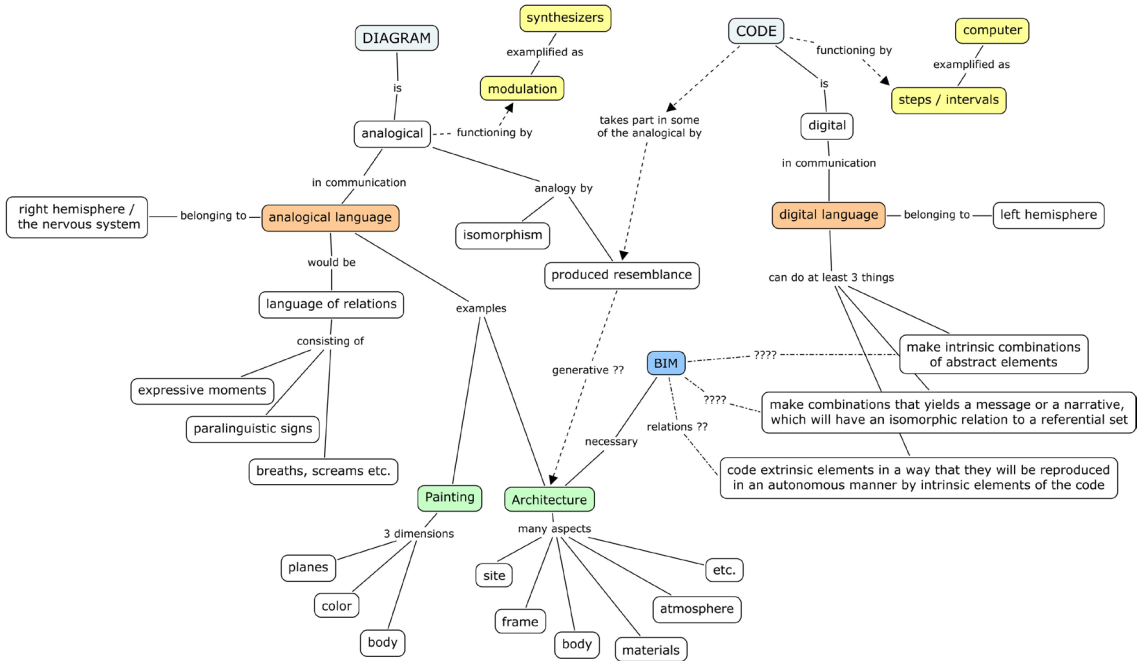 synthesizers
DIAGRAM
CODE
computer
examplified as
functioning by
examplified as
is
modulation
is
steps / intervals
takes part in some
of the analogical by
analogical
functioning by
digital
in communication
in communication
analogy by
right hemisphere /
the nervous system
belonging to
analogical language
isomorphism
digital language
belonging to
left hemisphere
would be
produced resemblance
can do at least 3 things
language of relations
examples
consisting of
make intrinsic combinations
of abstract elements
BIM
????
generative ??
expressive moments
????
make combinations that yields a message or a narrative,
which will have an isomorphic relation to a referential set
paralinguistic signs
relations ??
necessary
breaths, screams etc.
code extrinsic elements in a way that they will be reproduced
in an autonomous manner by intrinsic elements of the code
Painting
Architecture
3 dimensions
many aspects
planes
site
etc.
color
frame
atmosphere
body
body
materials